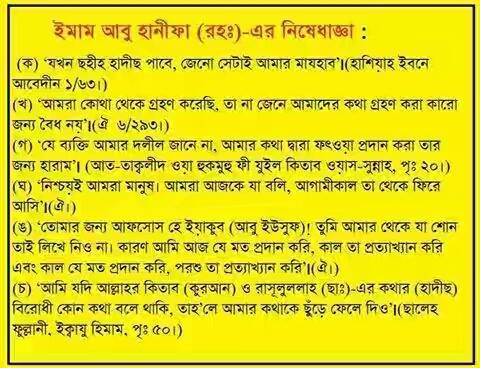 ইমাম আবু হানীফা (রহঃ)-এর নিষেধাজ্ঞা :
(ক) ‘যখন ছহীহ হাদীছ পাবে, জেনো সেটাই আমার মাযহাব’।(হাশিয়াহ ইবনে
আবেদীন ১/৬৩।)
(খ) ‘আমরা কোথা থেকে গ্রহণ করেছি, তা না জেনে আমাদের কথা গ্রহণ করা কারো
জন্য বৈধ নয়’।(ঐ ৬/২৯৩।)
(গ) ‘যে ব্যক্তি আমার দলীল জানে না, আমার কথা দ্বারা ফৎওয়া প্রদান করা তার
জন্য হারাম’। (আত-তাক্বলীদ ওয়া হুকমুহু ফী যুইল কিতাব ওয়াস-সুন্নাহ, পৃঃ ২০।)
(ঘ) ‘নিশ্চয়ই আমরা মানুষ। আমরা আজকে যা বলি, আগামীকাল তা থেকে ফিরে
আসি’।(ঐ।)
(ঙ) ‘তোমার জন্য আফসোস হে ইয়াকুব (আবু ইউসুফ)! তুমি আমার থেকে যা শোন
তাই লিখে নিও না। কারণ আমি আজ যে মত প্রদান করি, কাল তা প্রত্যাখ্যান করি
এবং কাল যে মত প্রদান করি, পরশু তা প্রত্যাখ্যান করি’।(ঐ।)
(চ) ‘আমি যদি আল্লাহর কিতাব (কুরআন) ও রাসূলুললাহ (ছাঃ)-এর কথার (হাদীছ)
বিরোধী কোন কথা বলে থাকি, তাহ’লে আমার কথাকে ছুঁড়ে ফেলে দিও’।(ছালেহ
ফুল্লানী, ইক্বাযু হিমাম, পৃঃ ৫০।)